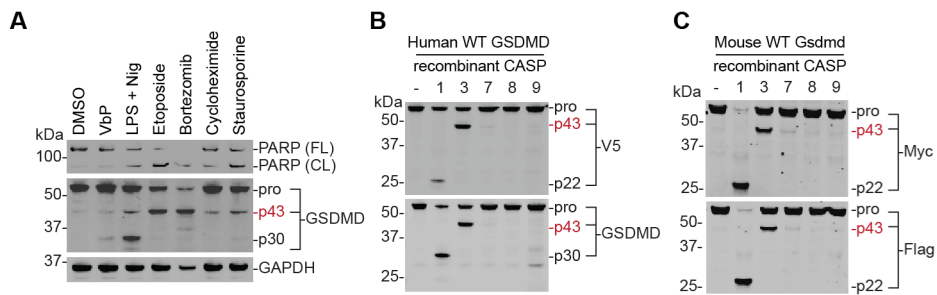 A
DMSO
VbP
LPS + Nig
Etoposide
Bortezomib
Cycloheximide
Staurosporine
kDa
100-
PARP (FL)
PARP (CL)
50-
37-
pro
p43
p30
GSDMD
37-
GAPDH
B
Human WT GSDMD
recombinant CASP
- 1 3 7 8 9
kDa
50-
37-
25-
-pro
-p43
-p22
V5
50-
37-
25-
-pro
-p43
-p30
GSDMD
C
Mouse WT Gsdmd
recombinant CASP
- 1 3 7 8 9
kDa
50-
37-
25-
-pro
-p43
-p22
Myc
50-
37-
25-
-pro
-p43
-p22
Flag